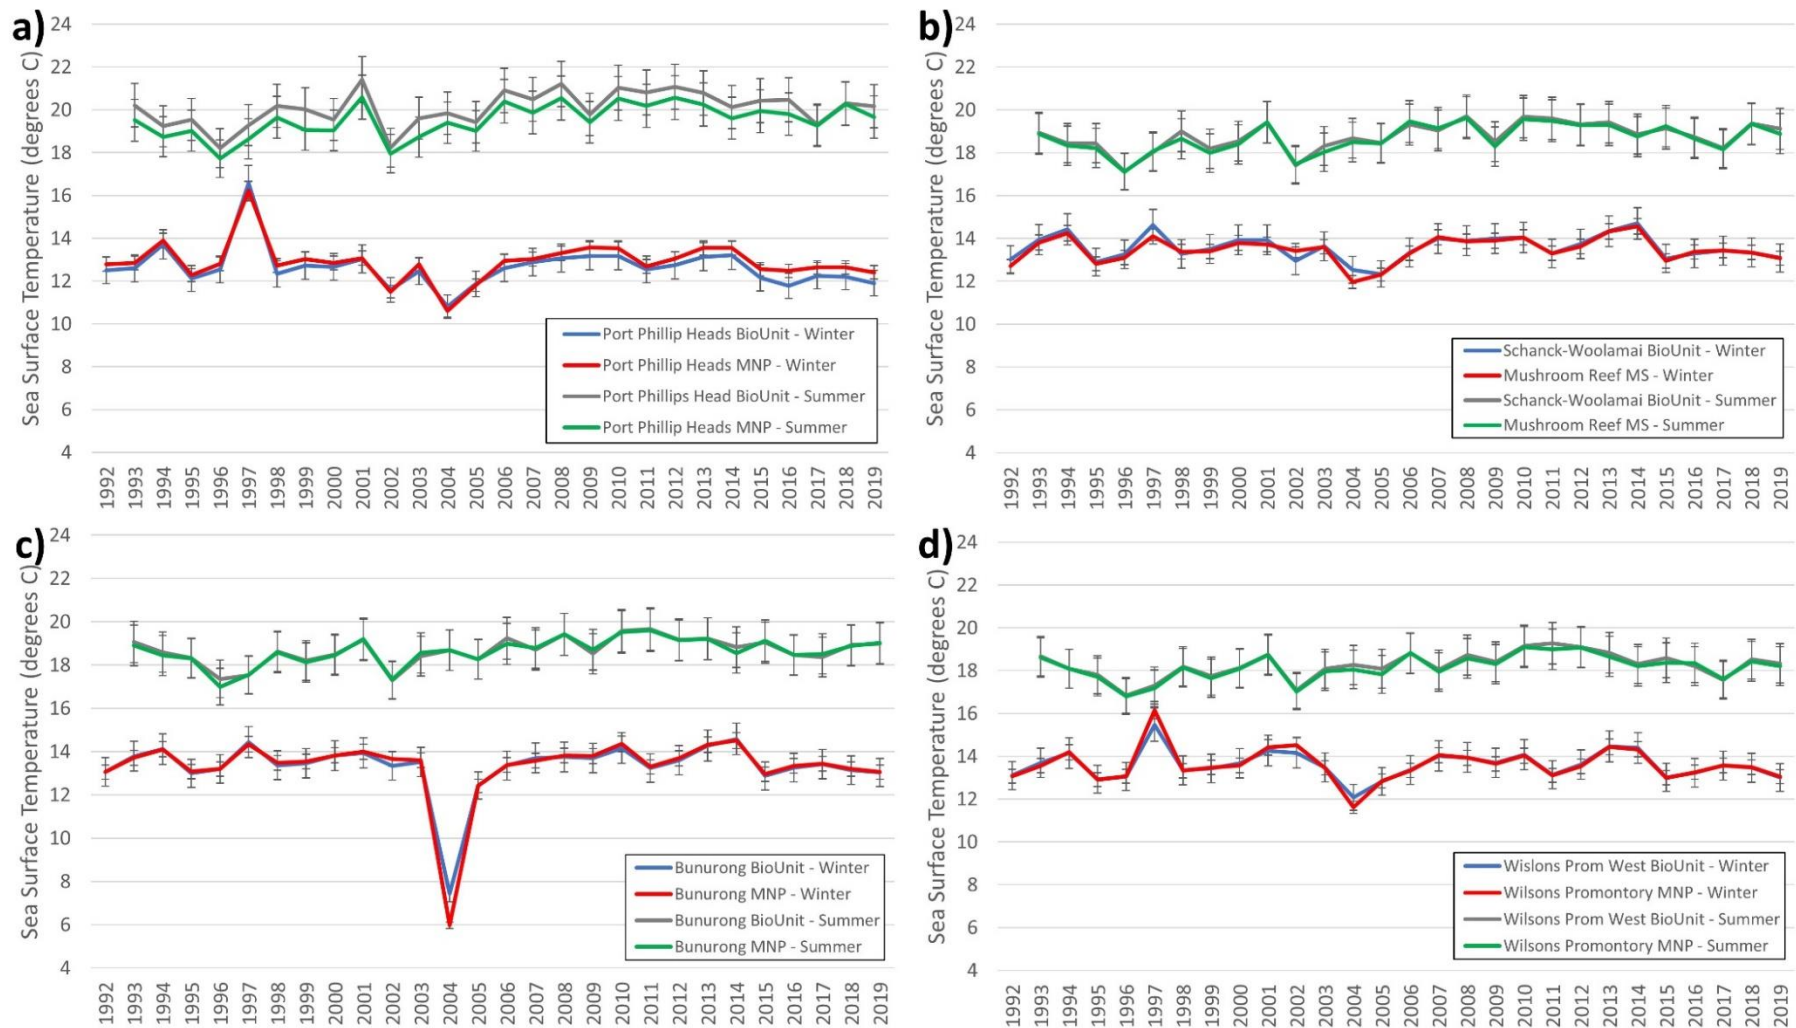 a)
Sea Surface Temperature (degrees C)
24
22
20
18
16
14
12
10
8
6
4
Port Phillip Heads BioUnit - Winter
Port Phillip Heads MNP - Winter
Port Phillips Head BioUnit - Summer
Port Phillip Heads MNP - Summer
1992 1993 1994 1995 1996 1997 1998 1999 2000 2001 2002 2003 2004 2005 2006 2007 2008 2009 2010 2011 2012 2013 2014 2015 2016 2017 2018 2019
b)
Sea Surface Temperature (degrees C)
24
22
20
18
16
14
12
10
8
6
4
Schanck-Woolamai BioUnit - Winter
Mushroom Reef MS - Winter
Schanck-Woolamai BioUnit - Summer
Mushroom Reef MS - Summer
1992 1993 1994 1995 1996 1997 1998 1999 2000 2001 2002 2003 2004 2005 2006 2007 2008 2009 2010 2011 2012 2013 2014 2015 2016 2017 2018 2019
c)
Sea Surface Temperature (degrees C)
24
22
20
18
16
14
12
10
8
6
4
Bunurong BioUnit - Winter
Bunurong MNP - Winter
Bunurong BioUnit - Summer
Bunurong MNP - Summer
1992 1993 1994 1995 1996 1997 1998 1999 2000 2001 2002 2003 2004 2005 2006 2007 2008 2009 2010 2011 2012 2013 2014 2015 2016 2017 2018 2019
d)
Sea Surface Temperature (degrees C)
24
22
20
18
16
14
12
10
8
6
4
Wislons Prom West BioUnit - Winter
Wilsons Promontory MNP - Winter
Wilsons Prom West BioUnit - Summer
Wilsons Promontory MNP - Summer
1992 1993 1994 1995 1996 1997 1998 1999 2000 2001 2002 2003 2004 2005 2006 2007 2008 2009 2010 2011 2012 2013 2014 2015 2016 2017 2018 2019